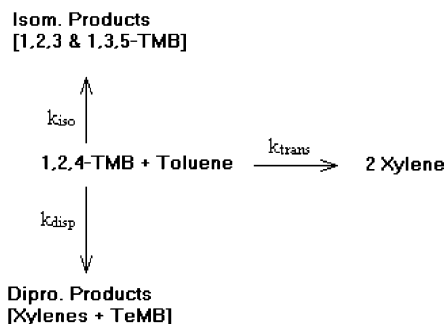 Isom. Products
[1,2,3 & 1,3,5-TMB]
kiso
1,2,4-TMB + Toluene
ktrans
2 Xylene
kdisp
Dipro. Products
[Xylenes + TeMB]